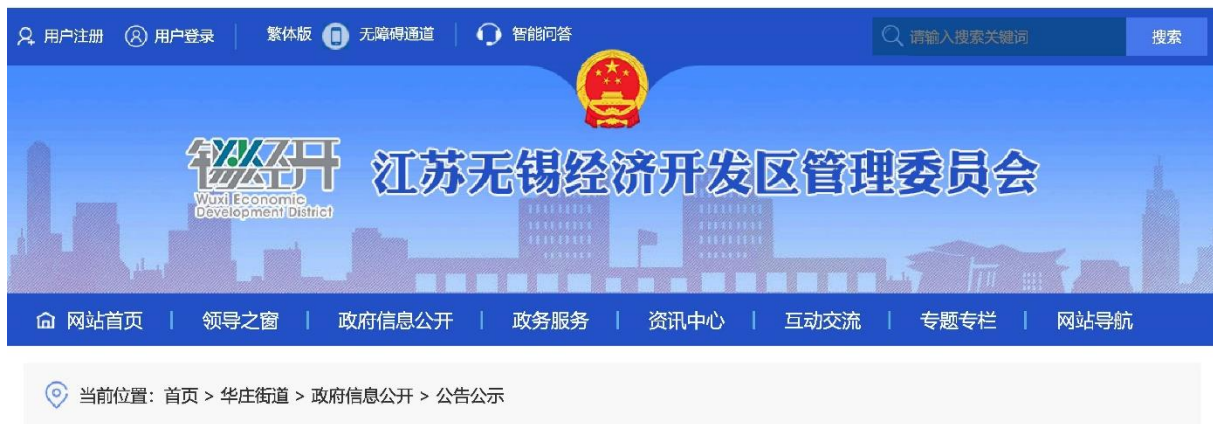 用户注册 用户登录 繁体版 无障碍通道 智能问答 请输入搜索关键词 搜索
锡经开
Wuxi Economic
Development District
江苏无锡经济开发区管理委员会
网站首页 领导之窗 政府信息公开 政务服务 资讯中心 互动交流 专题专栏 网站导航
当前位置：首页 > 华庄街道 > 政府信息公开 > 公告公示